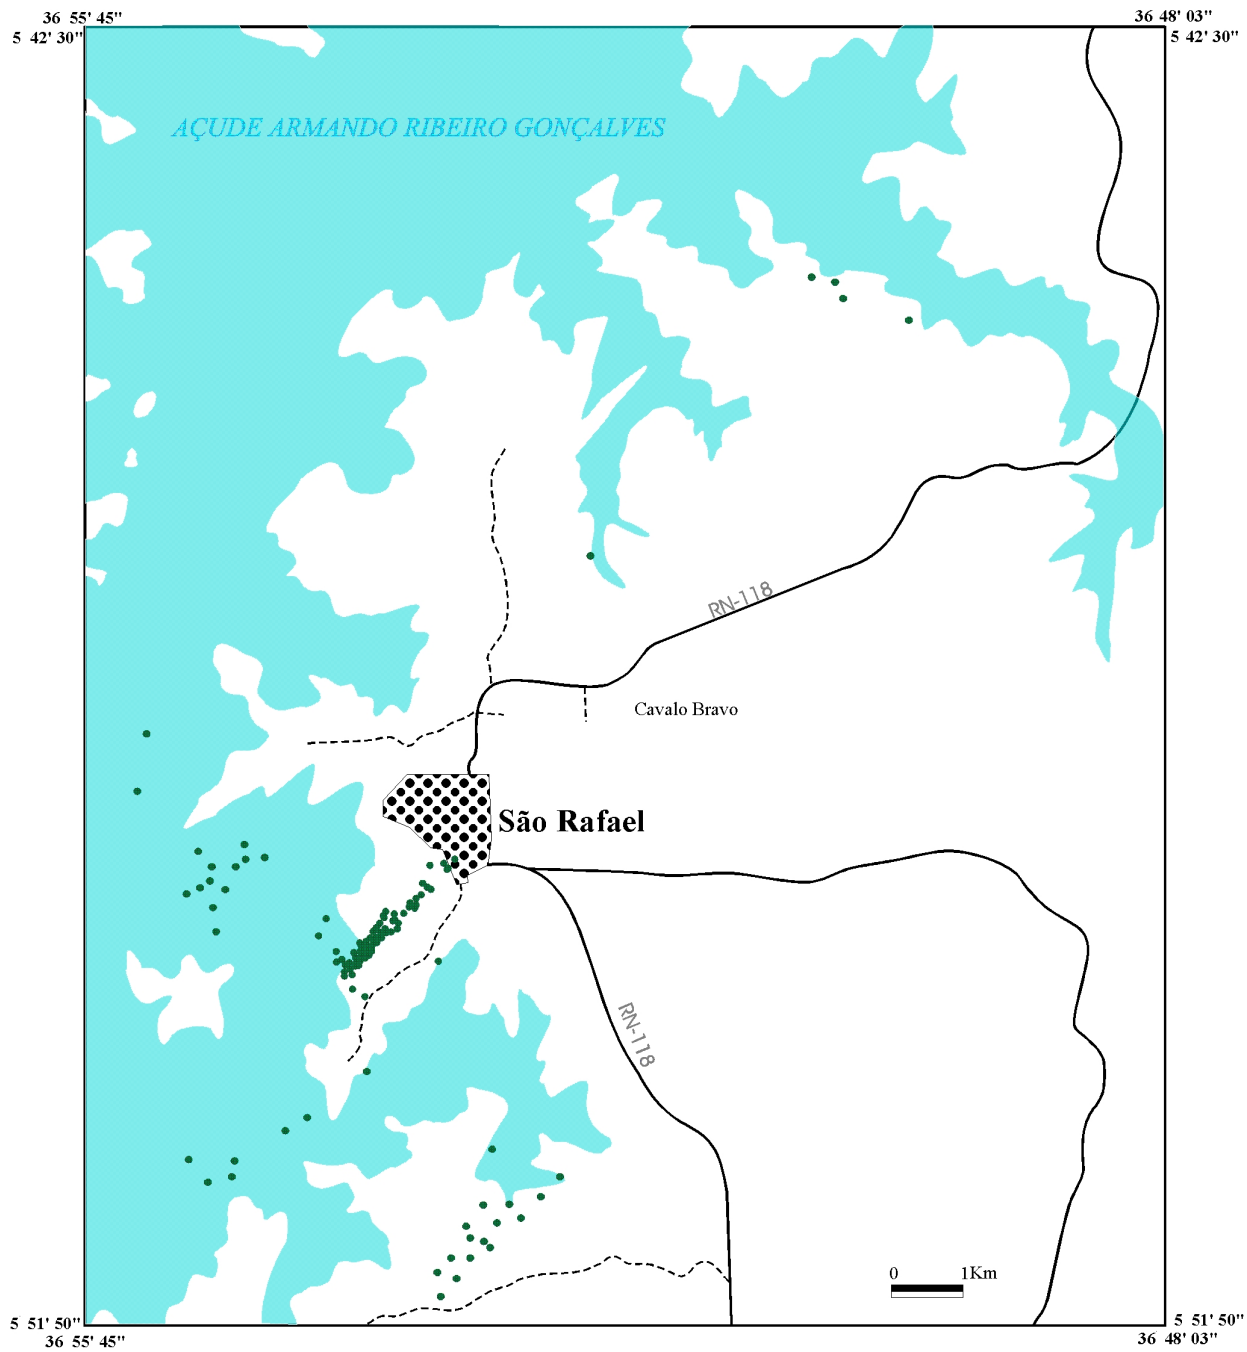 36 55' 45"
36 48' 03"
5 42' 30"
5 42' 30"
AÇUDE ARMANDO RIBEIRO GONÇALVES
RN-118
Cavalo Bravo
São Rafael
RN-118
0 1Km
5 51' 50"
5 51' 50"
36 55' 45"
36 48' 03"